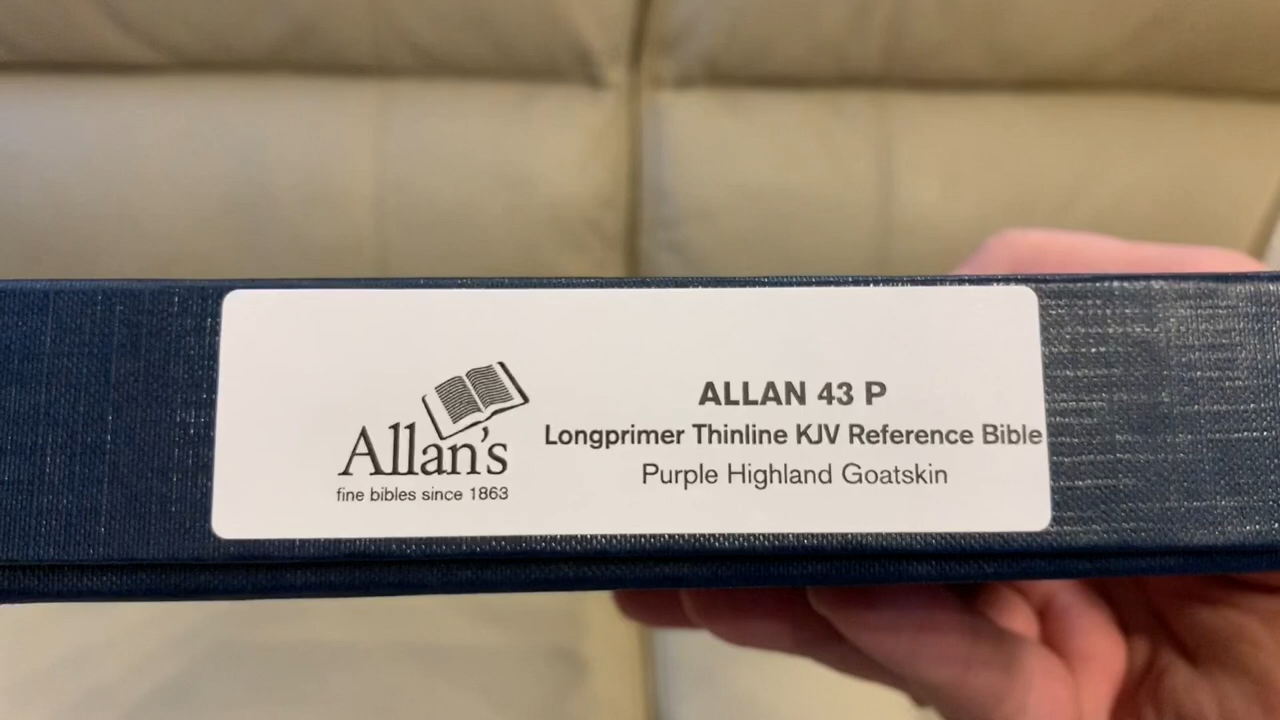 Allan's
fine bibles since 1863
ALLAN 43 P
Longprimer Thinline KJV Reference Bible
Purple Highland Goatskin